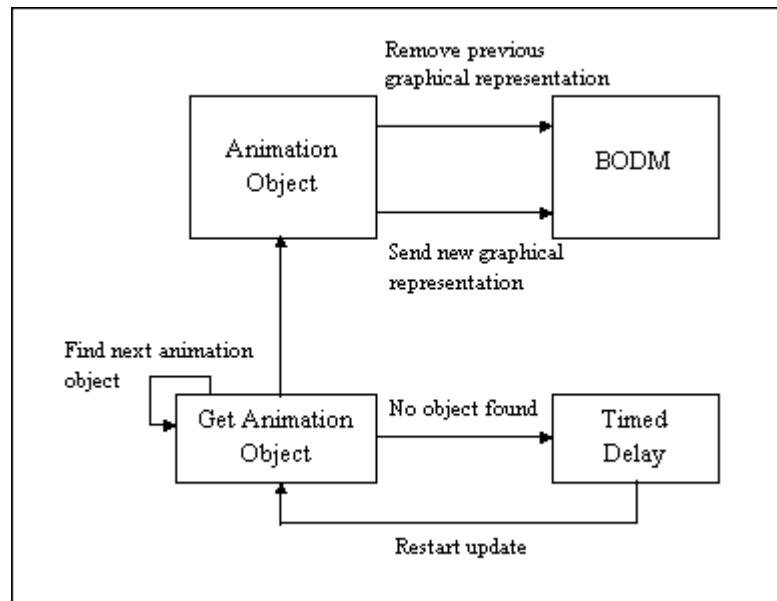 Remove previous
graphical representation
Animation
Object
BODM
Send new graphical
representation
Find next animation
object
Get Animation
Object
No object found
Timed
Delay
Restart update